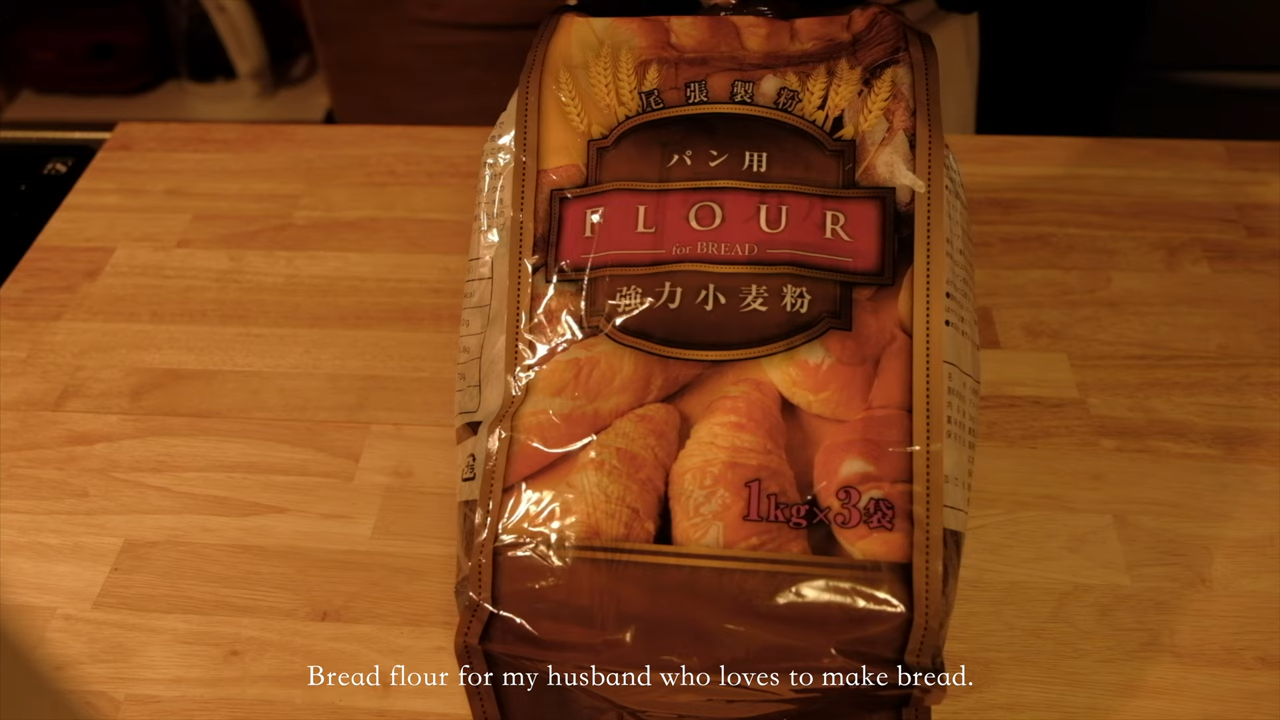 尾張製粉
パン用
FLOUR
for BREAD
強力小麦粉
1kg×3袋
Bread flour for my husband who loves to make bread.